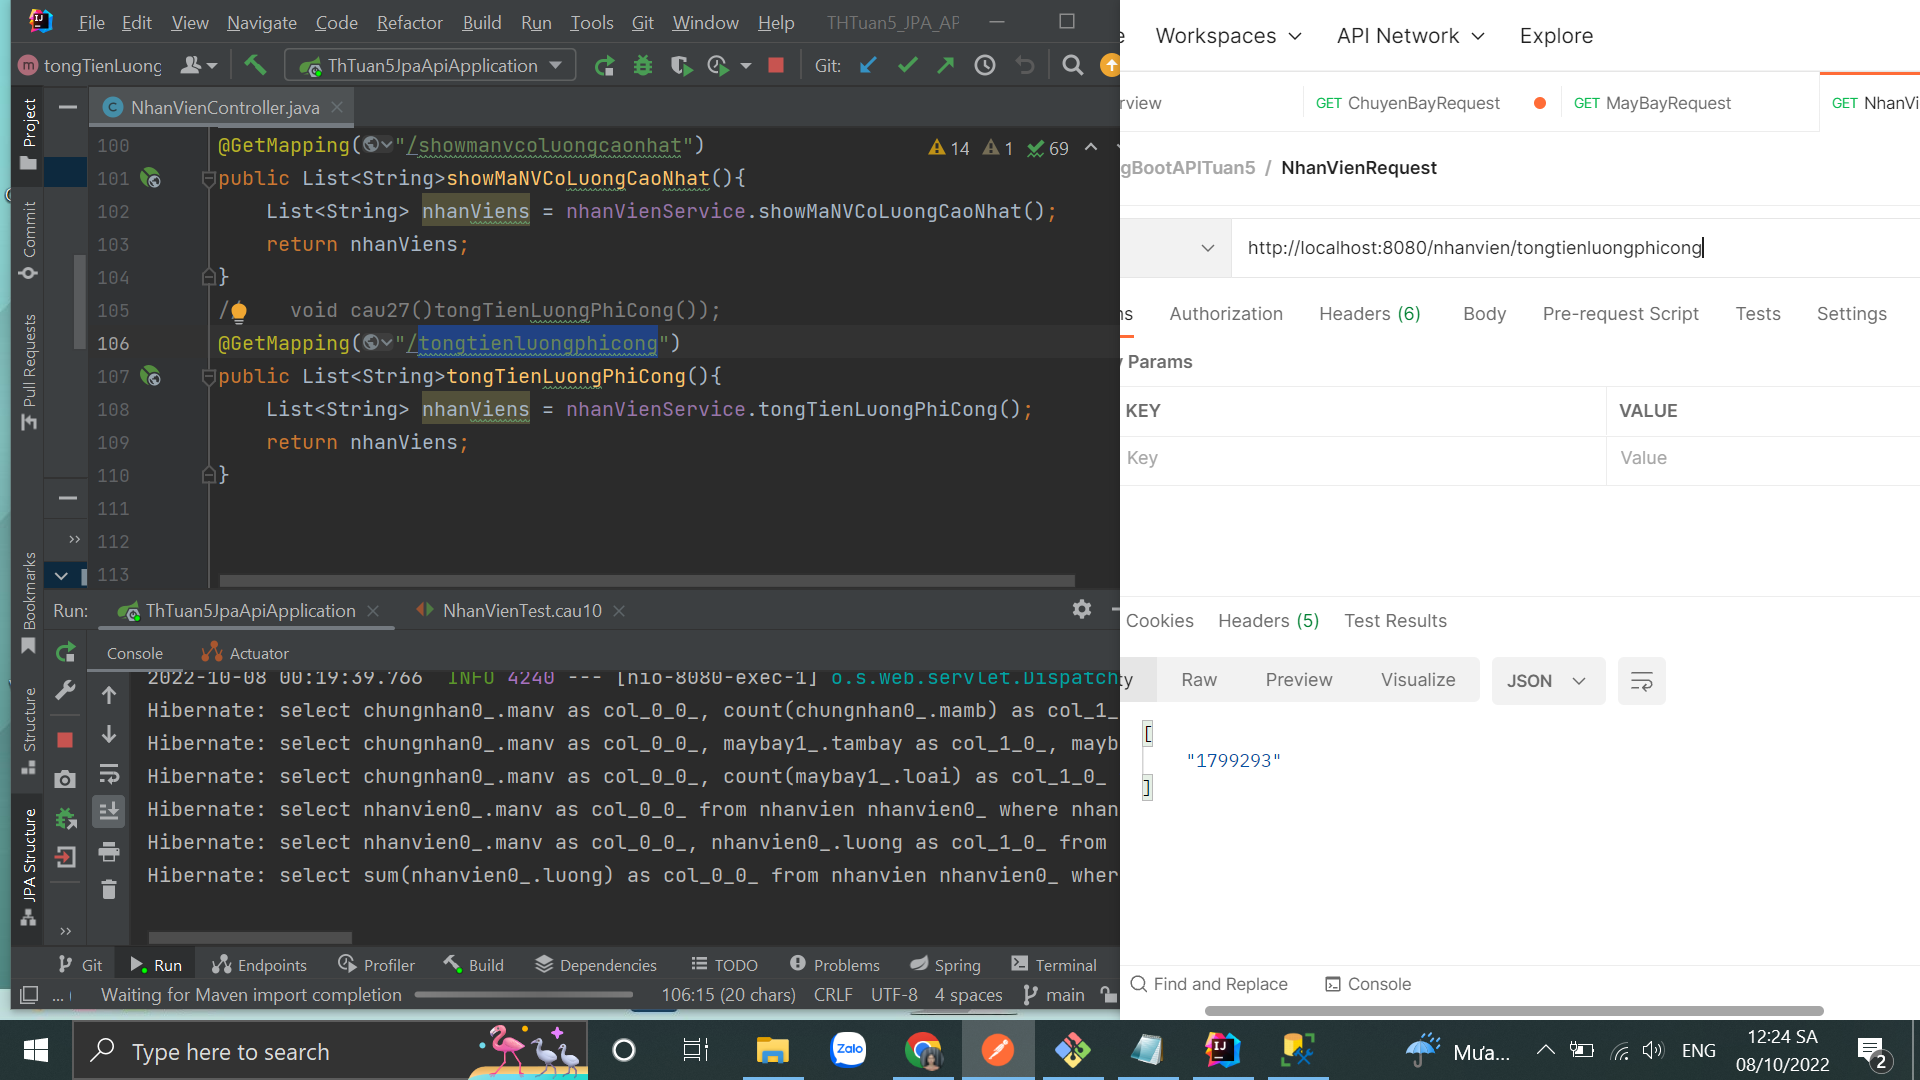 File Edit View Navigate Code Refactor Build Run Tools Git Window Help THTuan5_JPA_AP
tongTienLuong ThTuan5JpaApiApplication Git:
NhanVienController.java
Project
Commit
Pull Requests
Bookmarks
Structure
JPA Structure
14 1 69
100 @GetMapping("/showmanvcoluongcaonhat")
101 public List<String>showMaNVCoLuongCaoNhat(){
102 List<String> nhanViens = nhanVienService.showMaNVCoLuongCaoNhat();
103 return nhanViens;
104 }
105 / void cau27()tongTienLuongPhiCong());
106 @GetMapping("/tongtienluongphicong")
107 public List<String>tongTienLuongPhiCong(){
108 List<String> nhanViens = nhanVienService.tongTienLuongPhiCong();
109 return nhanViens;
110 }
111
112
113
Run: ThTuan5JpaApiApplication NhanVienTest.cau10
Console Actuator
2022-10-08 00:19:39.766 INFO 4240 --- [nio-8080-exec-1] o.s.web.servlet.Dispatch
Hibernate: select chungnhan0_.manv as col_0_0_, count(chungnhan0_.mamb) as col_1_
Hibernate: select chungnhan0_.manv as col_0_0_, maybay1_.tambay as col_1_0_, mayb
Hibernate: select chungnhan0_.manv as col_0_0_, count(maybay1_.loai) as col_1_0_
Hibernate: select nhanvien0_.manv as col_0_0_ from nhanvien nhanvien0_ where nhan
Hibernate: select nhanvien0_.manv as col_0_0_, nhanvien0_.luong as col_1_0_ from
Hibernate: select sum(nhanvien0_.luong) as col_0_0_ from nhanvien nhanvien0_ wher
Git Run Endpoints Profiler Build Dependencies TODO Problems Spring Terminal
... ( Waiting for Maven import completion 106:15 (20 chars) CRLF UTF-8 4 spaces main
e Workspaces API Network Explore
rview GET ChuyenBayRequest GET MayBayRequest GET NhanVi
gBootAPITuan5 / NhanVienRequest
http://localhost:8080/nhanvien/tongtienluongphicong
ns Authorization Headers (6) Body Pre-request Script Tests Settings
y Params
KEY VALUE
Key Value
Cookies Headers (5) Test Results
ty Raw Preview Visualize JSON
[
"1799293"
]
Find and Replace Console
Type here to search Zalo Mưa... ENG 12:24 SA
08/10/2022 2